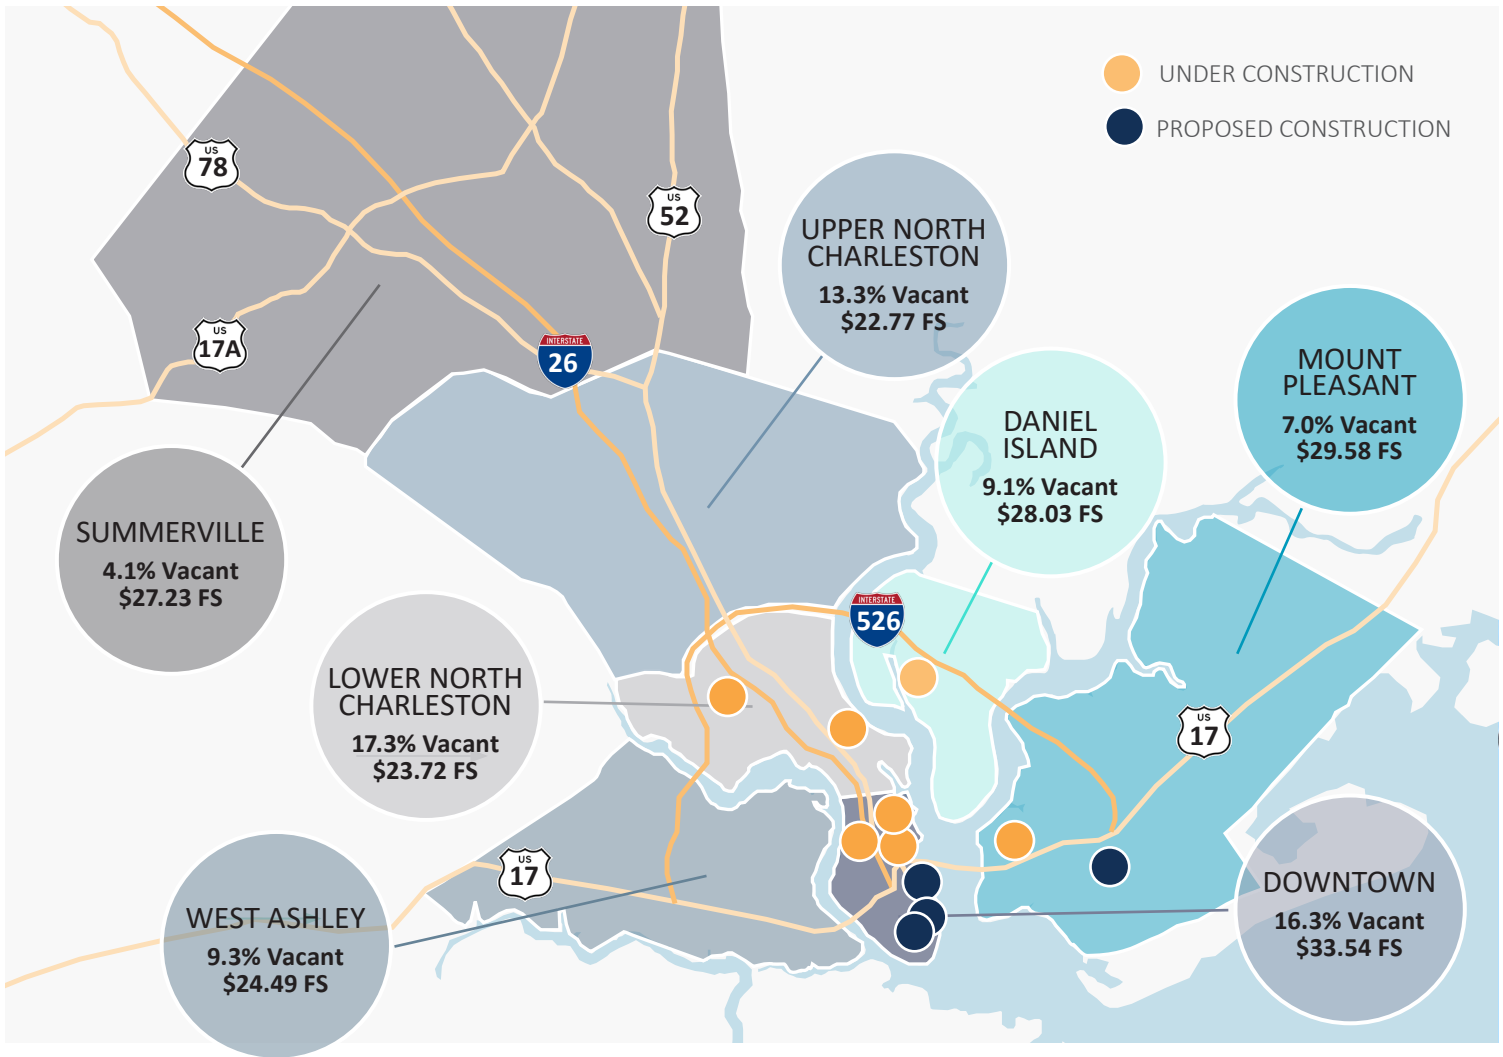 UNDER CONSTRUCTION
PROPOSED CONSTRUCTION
US
78
US
52
UPPER NORTH
CHARLESTON
13.3% Vacant
$22.77 FS
US
17A
INTERSTATE
26
MOUNT
PLEASANT
7.0% Vacant
$29.58 FS
DANIEL
ISLAND
9.1% Vacant
$28.03 FS
SUMMERVILLE
4.1% Vacant
$27.23 FS
INTERSTATE
526
LOWER NORTH
CHARLESTON
17.3% Vacant
$23.72 FS
US
17
US
17
DOWNTOWN
16.3% Vacant
$33.54 FS
WEST ASHLEY
9.3% Vacant
$24.49 FS